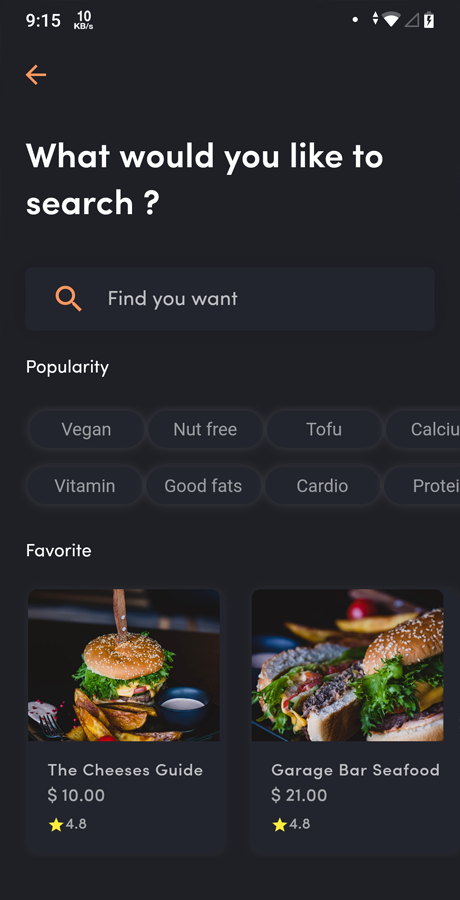 9:15 10 KB/s
What would you like to
search ?
Find you want
Popularity
Vegan Nut free Tofu Calciu
Vitamin Good fats Cardio Protei
Favorite
The Cheeses Guide Garage Bar Seafood
$ 10.00 $ 21.00
4.8 4.8